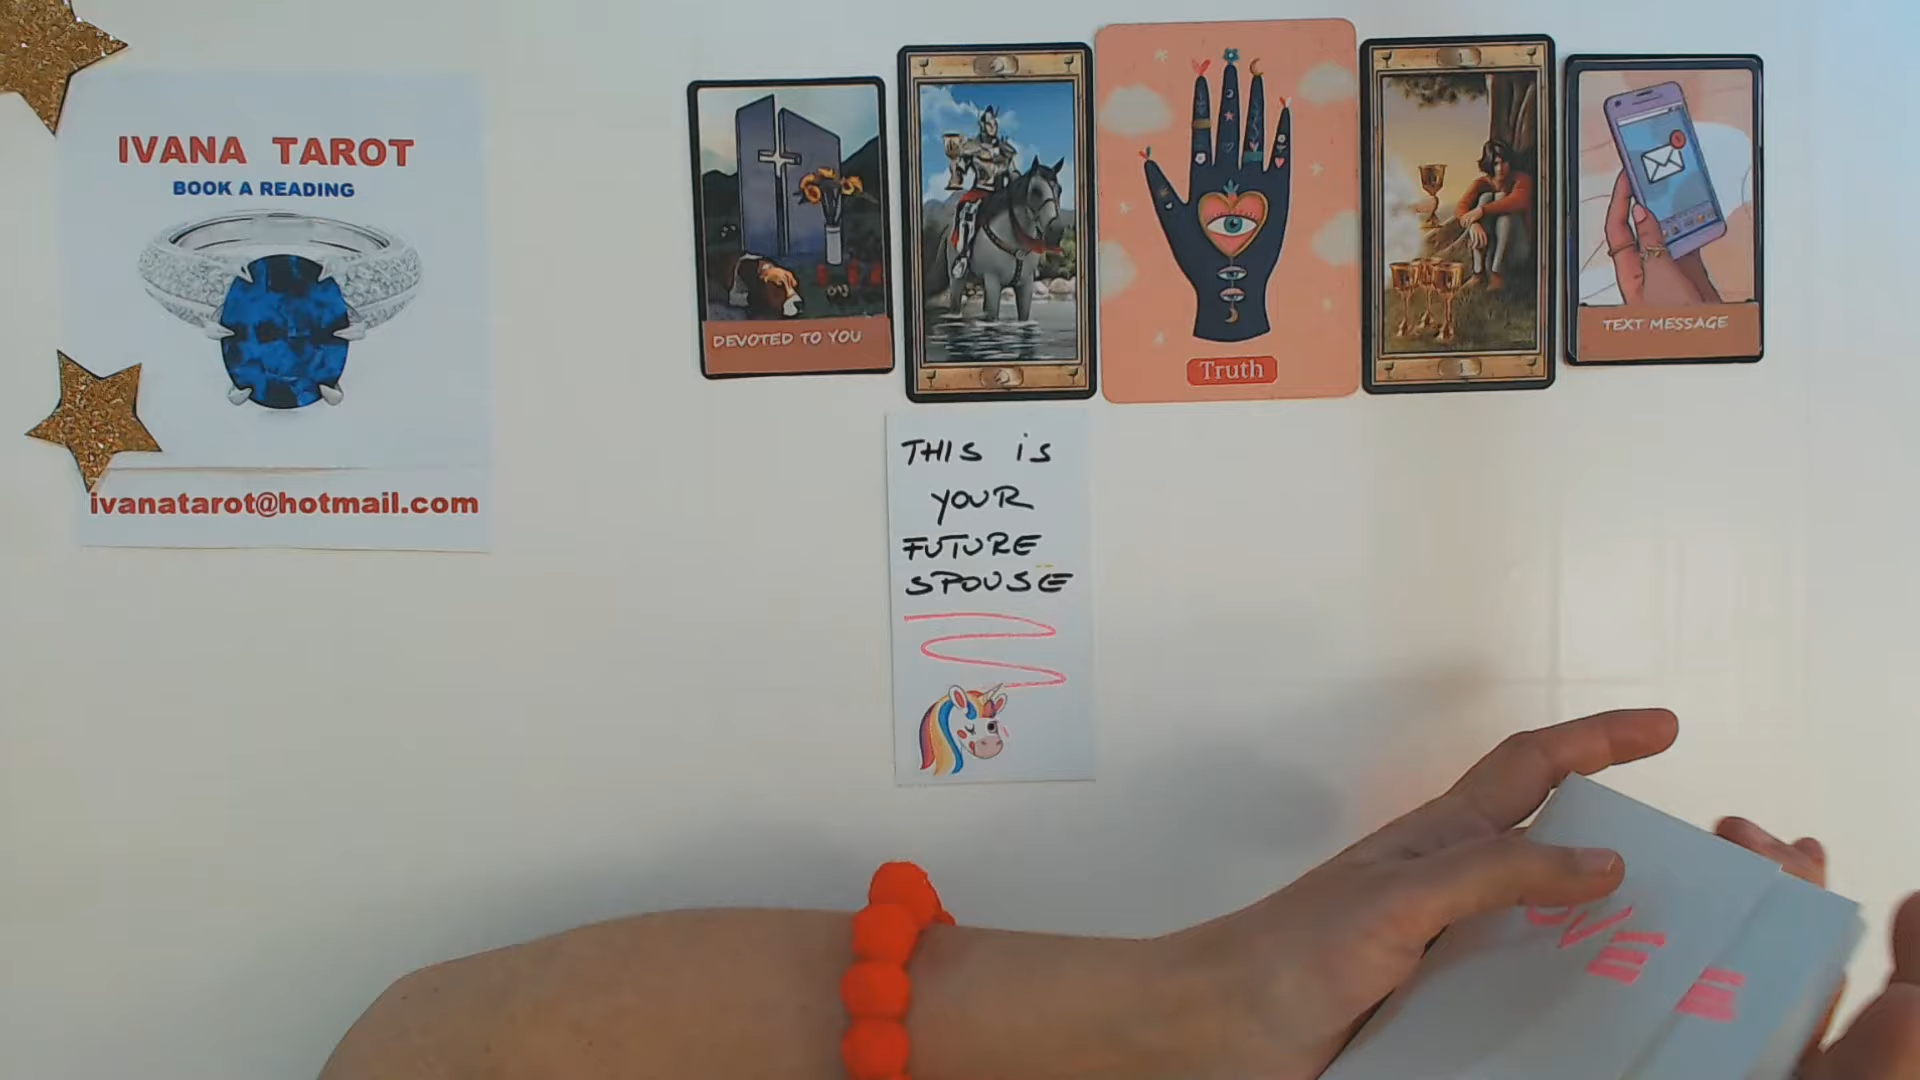 IVANA TAROT
BOOK A READING
ivanatarot@hotmail.com
DEVOTED TO YOU
Truth
TEXT MESSAGE
THIS is
YOUR
FUTURE
SPOUSE